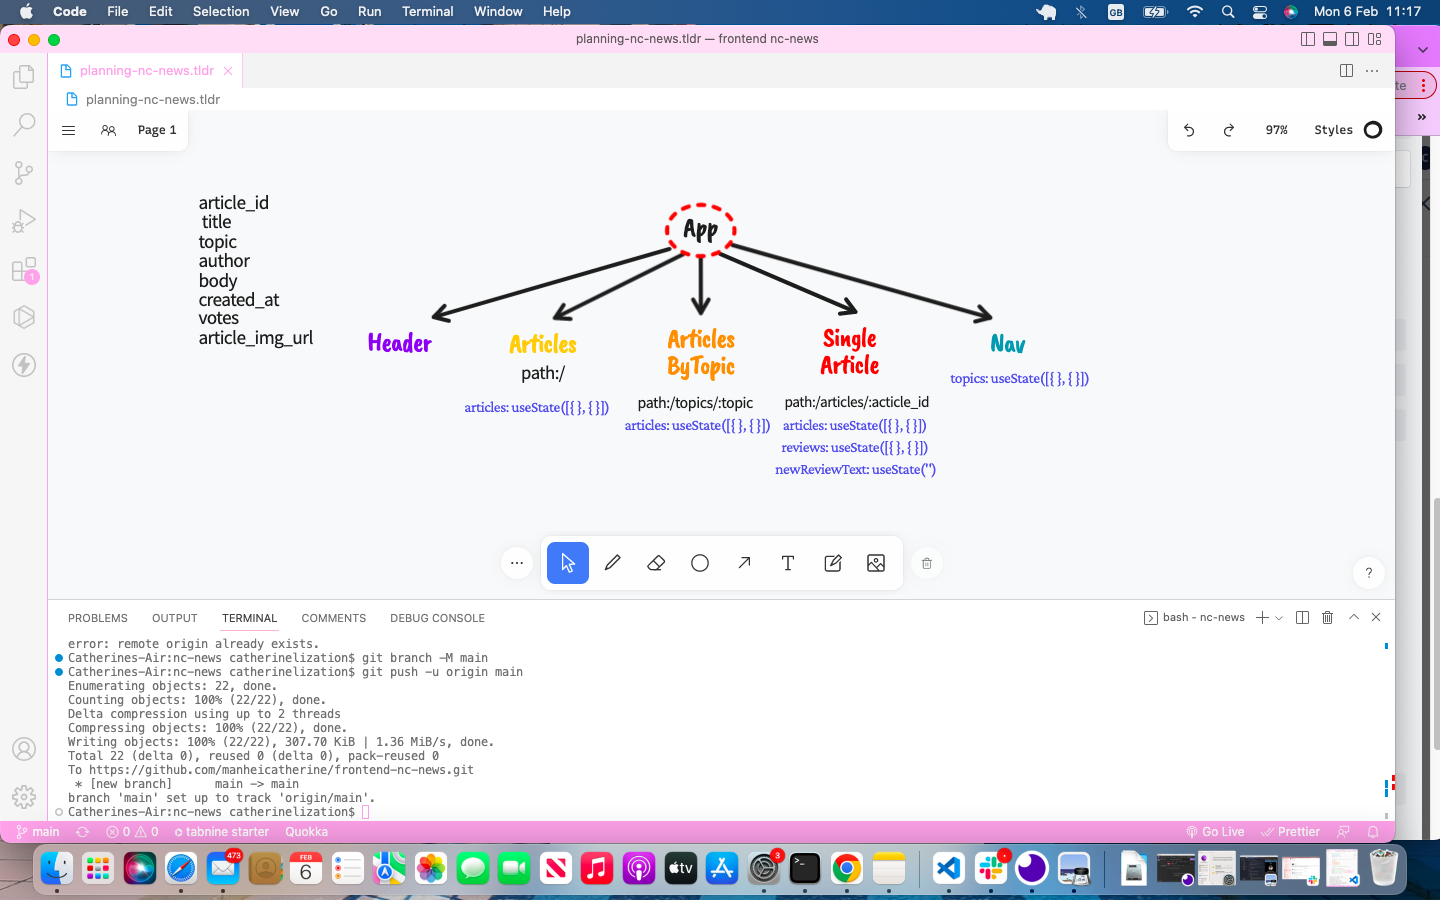 Code File Edit Selection View Go Run Terminal Window Help GB Mon 6 Feb 11:17
planning-nc-news.tldr — frontend nc-news
planning-nc-news.tldr
planning-nc-news.tldr
Page 1
97% Styles
article_id
title
topic
author
body
created_at
votes
article_img_url
App
Header
Articles
path:/
articles: useState([{ }, { }])
Articles
ByTopic
path:/topics/:topic
articles: useState([{ }, { }])
Single
Article
path:/articles/:acticle_id
articles: useState([{ }, { }])
reviews: useState([{ }, { }])
newReviewText: useState('')
Nav
topics: useState([{ }, { }])
1
T
?
PROBLEMS OUTPUT TERMINAL COMMENTS DEBUG CONSOLE bash - nc-news
error: remote origin already exists.
Catherines-Air:nc-news catherinelization$ git branch -M main
Catherines-Air:nc-news catherinelization$ git push -u origin main
Enumerating objects: 22, done.
Counting objects: 100% (22/22), done.
Delta compression using up to 2 threads
Compressing objects: 100% (22/22), done.
Writing objects: 100% (22/22), 307.70 KiB | 1.36 MiB/s, done.
Total 22 (delta 0), reused 0 (delta 0), pack-reused 0
To https://github.com/manheicatherine/frontend-nc-news.git
 * [new branch]      main -> main
branch 'main' set up to track 'origin/main'.
Catherines-Air:nc-news catherinelization$
main 0 0 tabnine starter Quokka Go Live Prettier
473
FEB
6
tv
3